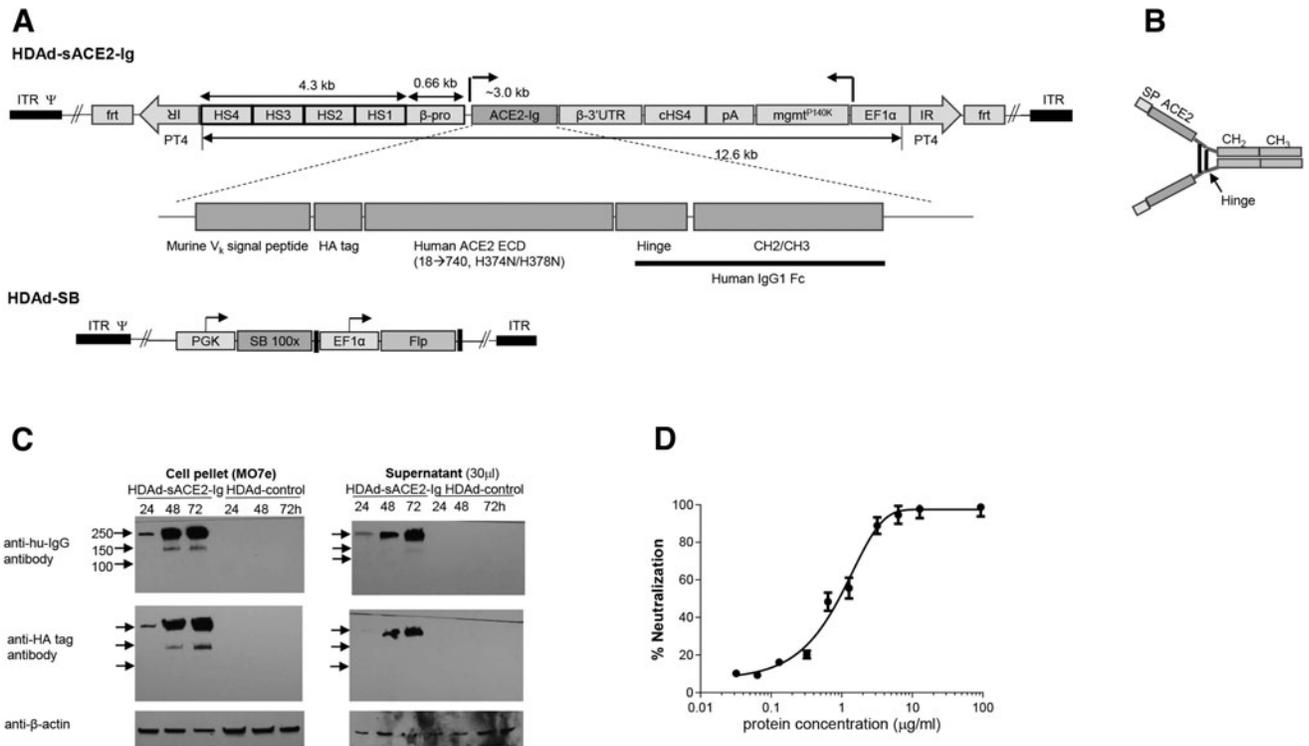 A
B
HDAd-sACE2-Ig
4.3 kb 0.66 kb ~3.0 kb
ITR Ψ ITR
frt IR HS4 HS3 HS2 HS1 β-pro ACE2-Ig β-3'UTR cHS4 pA mgmtP140K EF1α IR frt
PT4 PT4
12.6 kb
SP ACE2
CH2 CH3
Hinge
Murine Vk signal peptide HA tag Human ACE2 ECD Hinge CH2/CH3
(18→740, H374N/H378N)
Human IgG1 Fc
HDAd-SB
ITR Ψ ITR
PGK SB 100x EF1α Flp
C
D
Cell pellet (MO7e) Supernatant (30µl)
HDAd-sACE2-Ig HDAd-control HDAd-sACE2-Ig HDAd-control
24 48 72 24 48 72h 24 48 72 24 48 72h
anti-hu-IgG
antibody
250
150
100
anti-HA tag
antibody
anti-β-actin
% Neutralization
100
80
60
40
20
0
0.01 0.1 1 10 100
protein concentration (µg/ml)